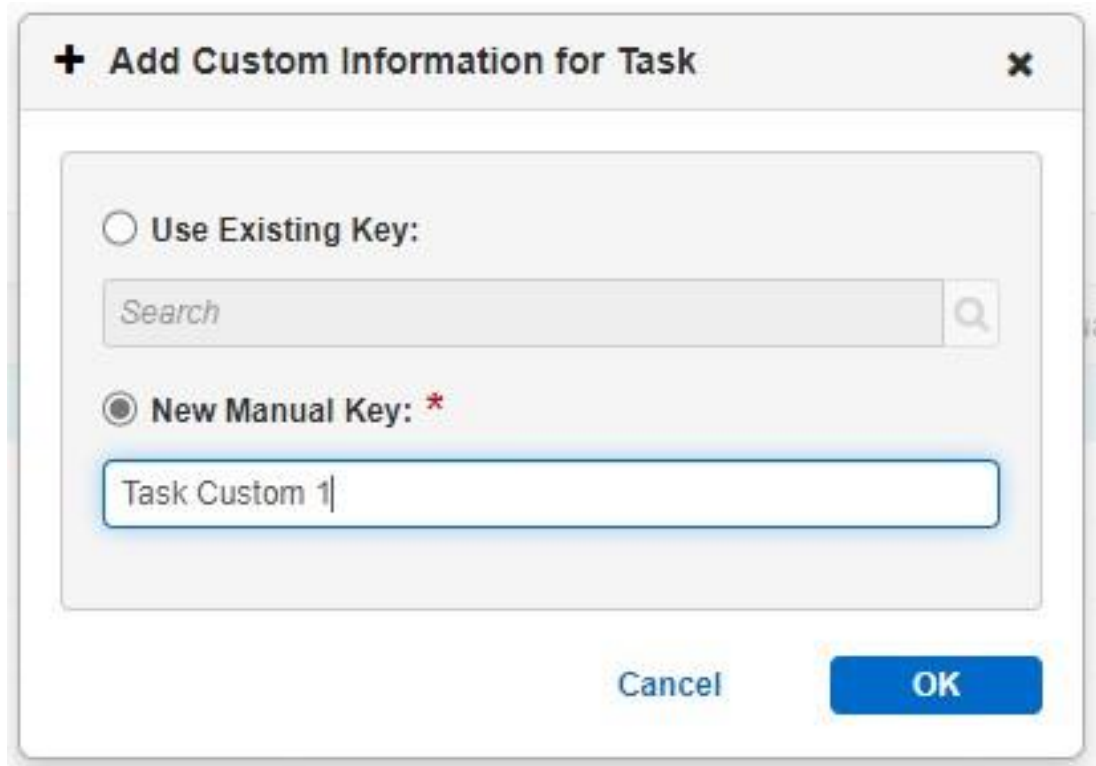 Add Custom Information for Task
Use Existing Key:
Search
New Manual Key: *
Task Custom 1
Cancel OK